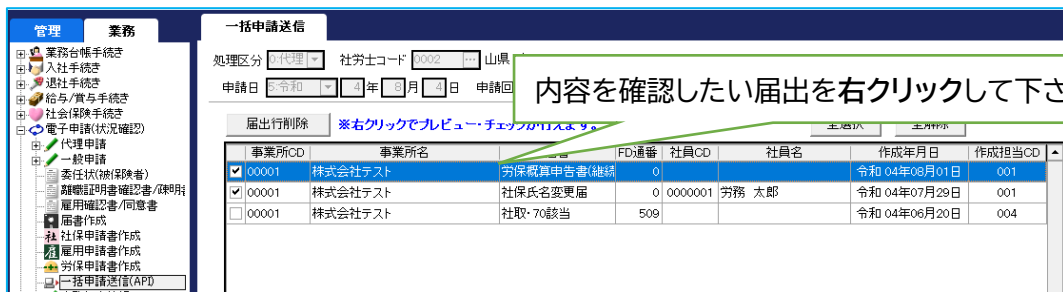 管理 業務
一括申請送信
業務台帳手続き
入社手続き
退社手続き
給与/賞与手続き
社会保険手続き
電子申請(状況確認)
代理申請
一般申請
委任状(被保険者)
離職証明書確認書/疎明
雇用確認書/同意書
届書作成
社保申請書作成
雇用申請書作成
労保申請書作成
一括申請送信(API)
処理区分 0:代理 社労士コード 0002 ... 山県
申請日 5:令和 4 年 8 月 4 日 申請回
内容を確認したい届出を右クリックして下さ
届出行削除 ※右クリックでプレビュー・チェックが行えます。
事業所CD 事業所名 FD通番 社員CD 社員名 作成年月日 作成担当CD
00001 株式会社テスト 労保概算申告書(継続 0 令和 04年08月01日 001
00001 株式会社テスト 社保氏名変更届 0 0000001 労務 太郎 令和 04年07月29日 001
00001 株式会社テスト 社取・70該当 509 令和 04年06月20日 004